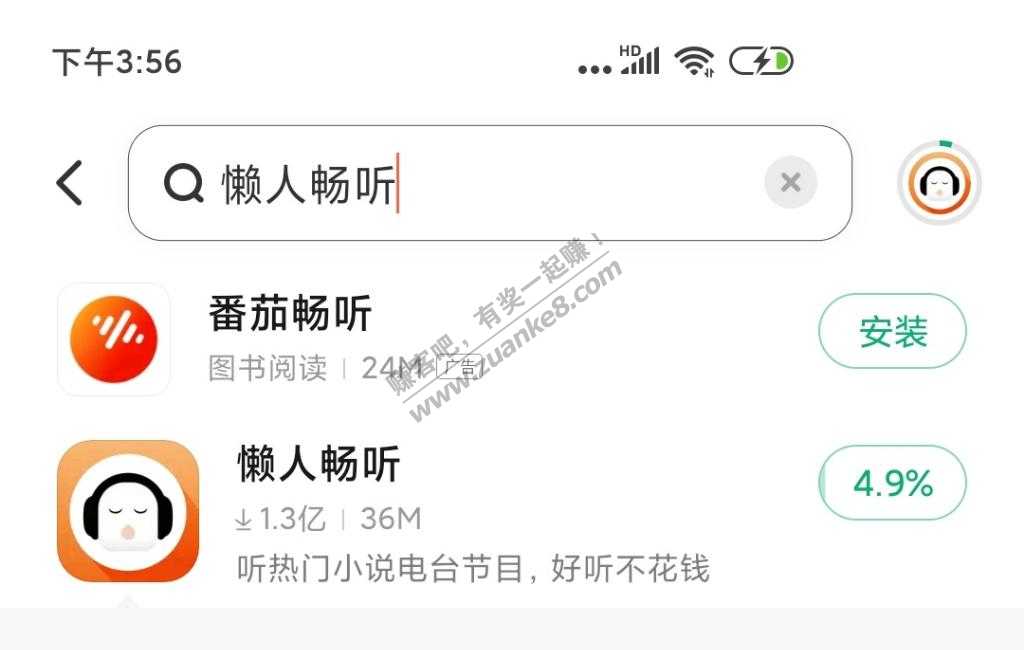 下午3:56
HD
懒人畅听
番茄畅听
图书阅读 | 24M 广告
安装
懒人畅听
1.3亿 | 36M
4.9%
听热门小说电台节目，好听不花钱
赚客吧，有奖一起赚！
www.zuanke8.com